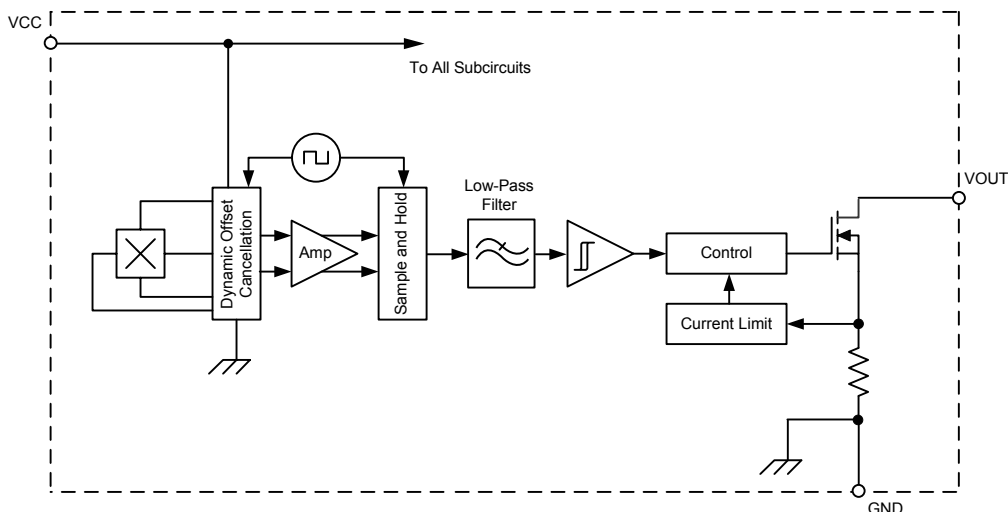 VCC
To All Subcircuits
Dynamic Offset
Cancellation
Amp
Sample and Hold
Low-Pass
Filter
Control
Current Limit
VOUT
GND